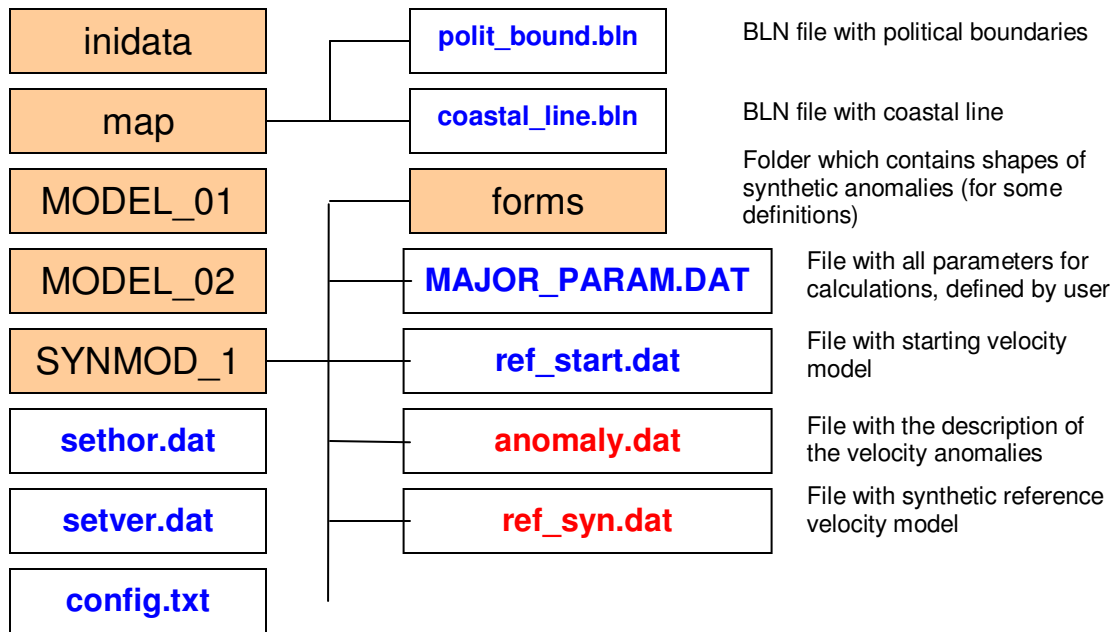 inidata
polit_bound.bln
BLN file with political boundaries
map
coastal_line.bln
BLN file with coastal line
MODEL_01
forms
Folder which contains shapes of
synthetic anomalies (for some
definitions)
MODEL_02
MAJOR_PARAM.DAT
File with all parameters for
calculations, defined by user
SYNMOD_1
ref_start.dat
File with starting velocity
model
sethor.dat
anomaly.dat
File with the description of
the velocity anomalies
setver.dat
ref_syn.dat
File with synthetic reference
velocity model
config.txt